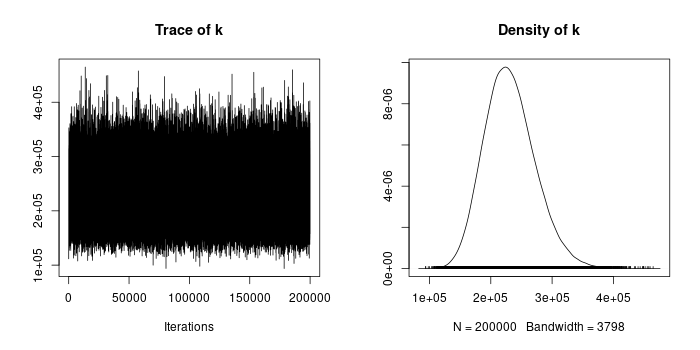 Trace of k
4e+05
3e+05
2e+05
1e+05
0
50000
100000
150000
200000
Iterations
Density of k
8e-06
4e-06
0e+00
1e+05
2e+05
3e+05
4e+05
N = 200000 Bandwidth = 3798